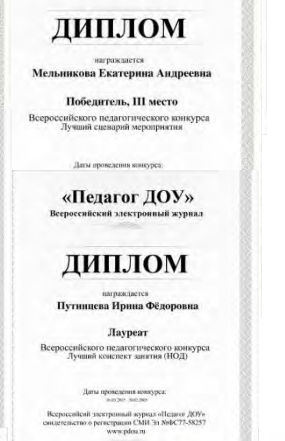 ДИПЛОМ
награждается
Мельникова Екатерина Андреевна
Победитель, III место
Всероссийского педагогического конкурса
Лучший сценарий мероприятия
Даты проведения конкурса:
«Педагог ДОУ»
Всероссийский электронный журнал
ДИПЛОМ
награждается
Путинцева Ирина Фёдоровна
Лауреат
Всероссийского педагогического конкурса
Лучший конспект занятия (НОД)
Даты проведения конкурса:
Всероссийский электронный журнал «Педагог ДОУ»
свидетельство о регистрации СМИ Эл №ФС77-58257
www.pdou.ru